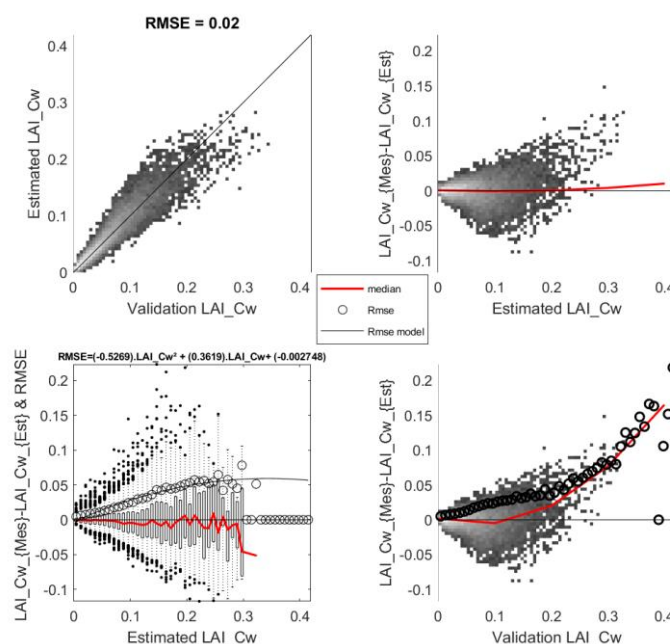 RMSE = 0.02
0.4
0.3
0.2
0.1
0
Estimated LAI_Cw
0 0.1 0.2 0.3 0.4
Validation LAI_Cw
0.2
0.15
0.1
0.05
0
-0.05
-0.1
LAI_Cw_{Mes}-LAI_Cw_{Est}
0 0.1 0.2 0.3 0.4
Estimated LAI_Cw
median
Rmse
Rmse model
RMSE=(-0.5269).LAI_Cw² + (0.3619).LAI_Cw+ (-0.002748)
0.2
0.15
0.1
0.05
0
-0.05
-0.1
LAI_Cw_{Mes}-LAI_Cw_{Est} & RMSE
0 0.1 0.2 0.3 0.4
Estimated LAI_Cw
0.2
0.15
0.1
0.05
0
-0.05
-0.1
LAI_Cw_{Mes}-LAI_Cw_{Est}
0 0.1 0.2 0.3 0.4
Validation LAI_Cw